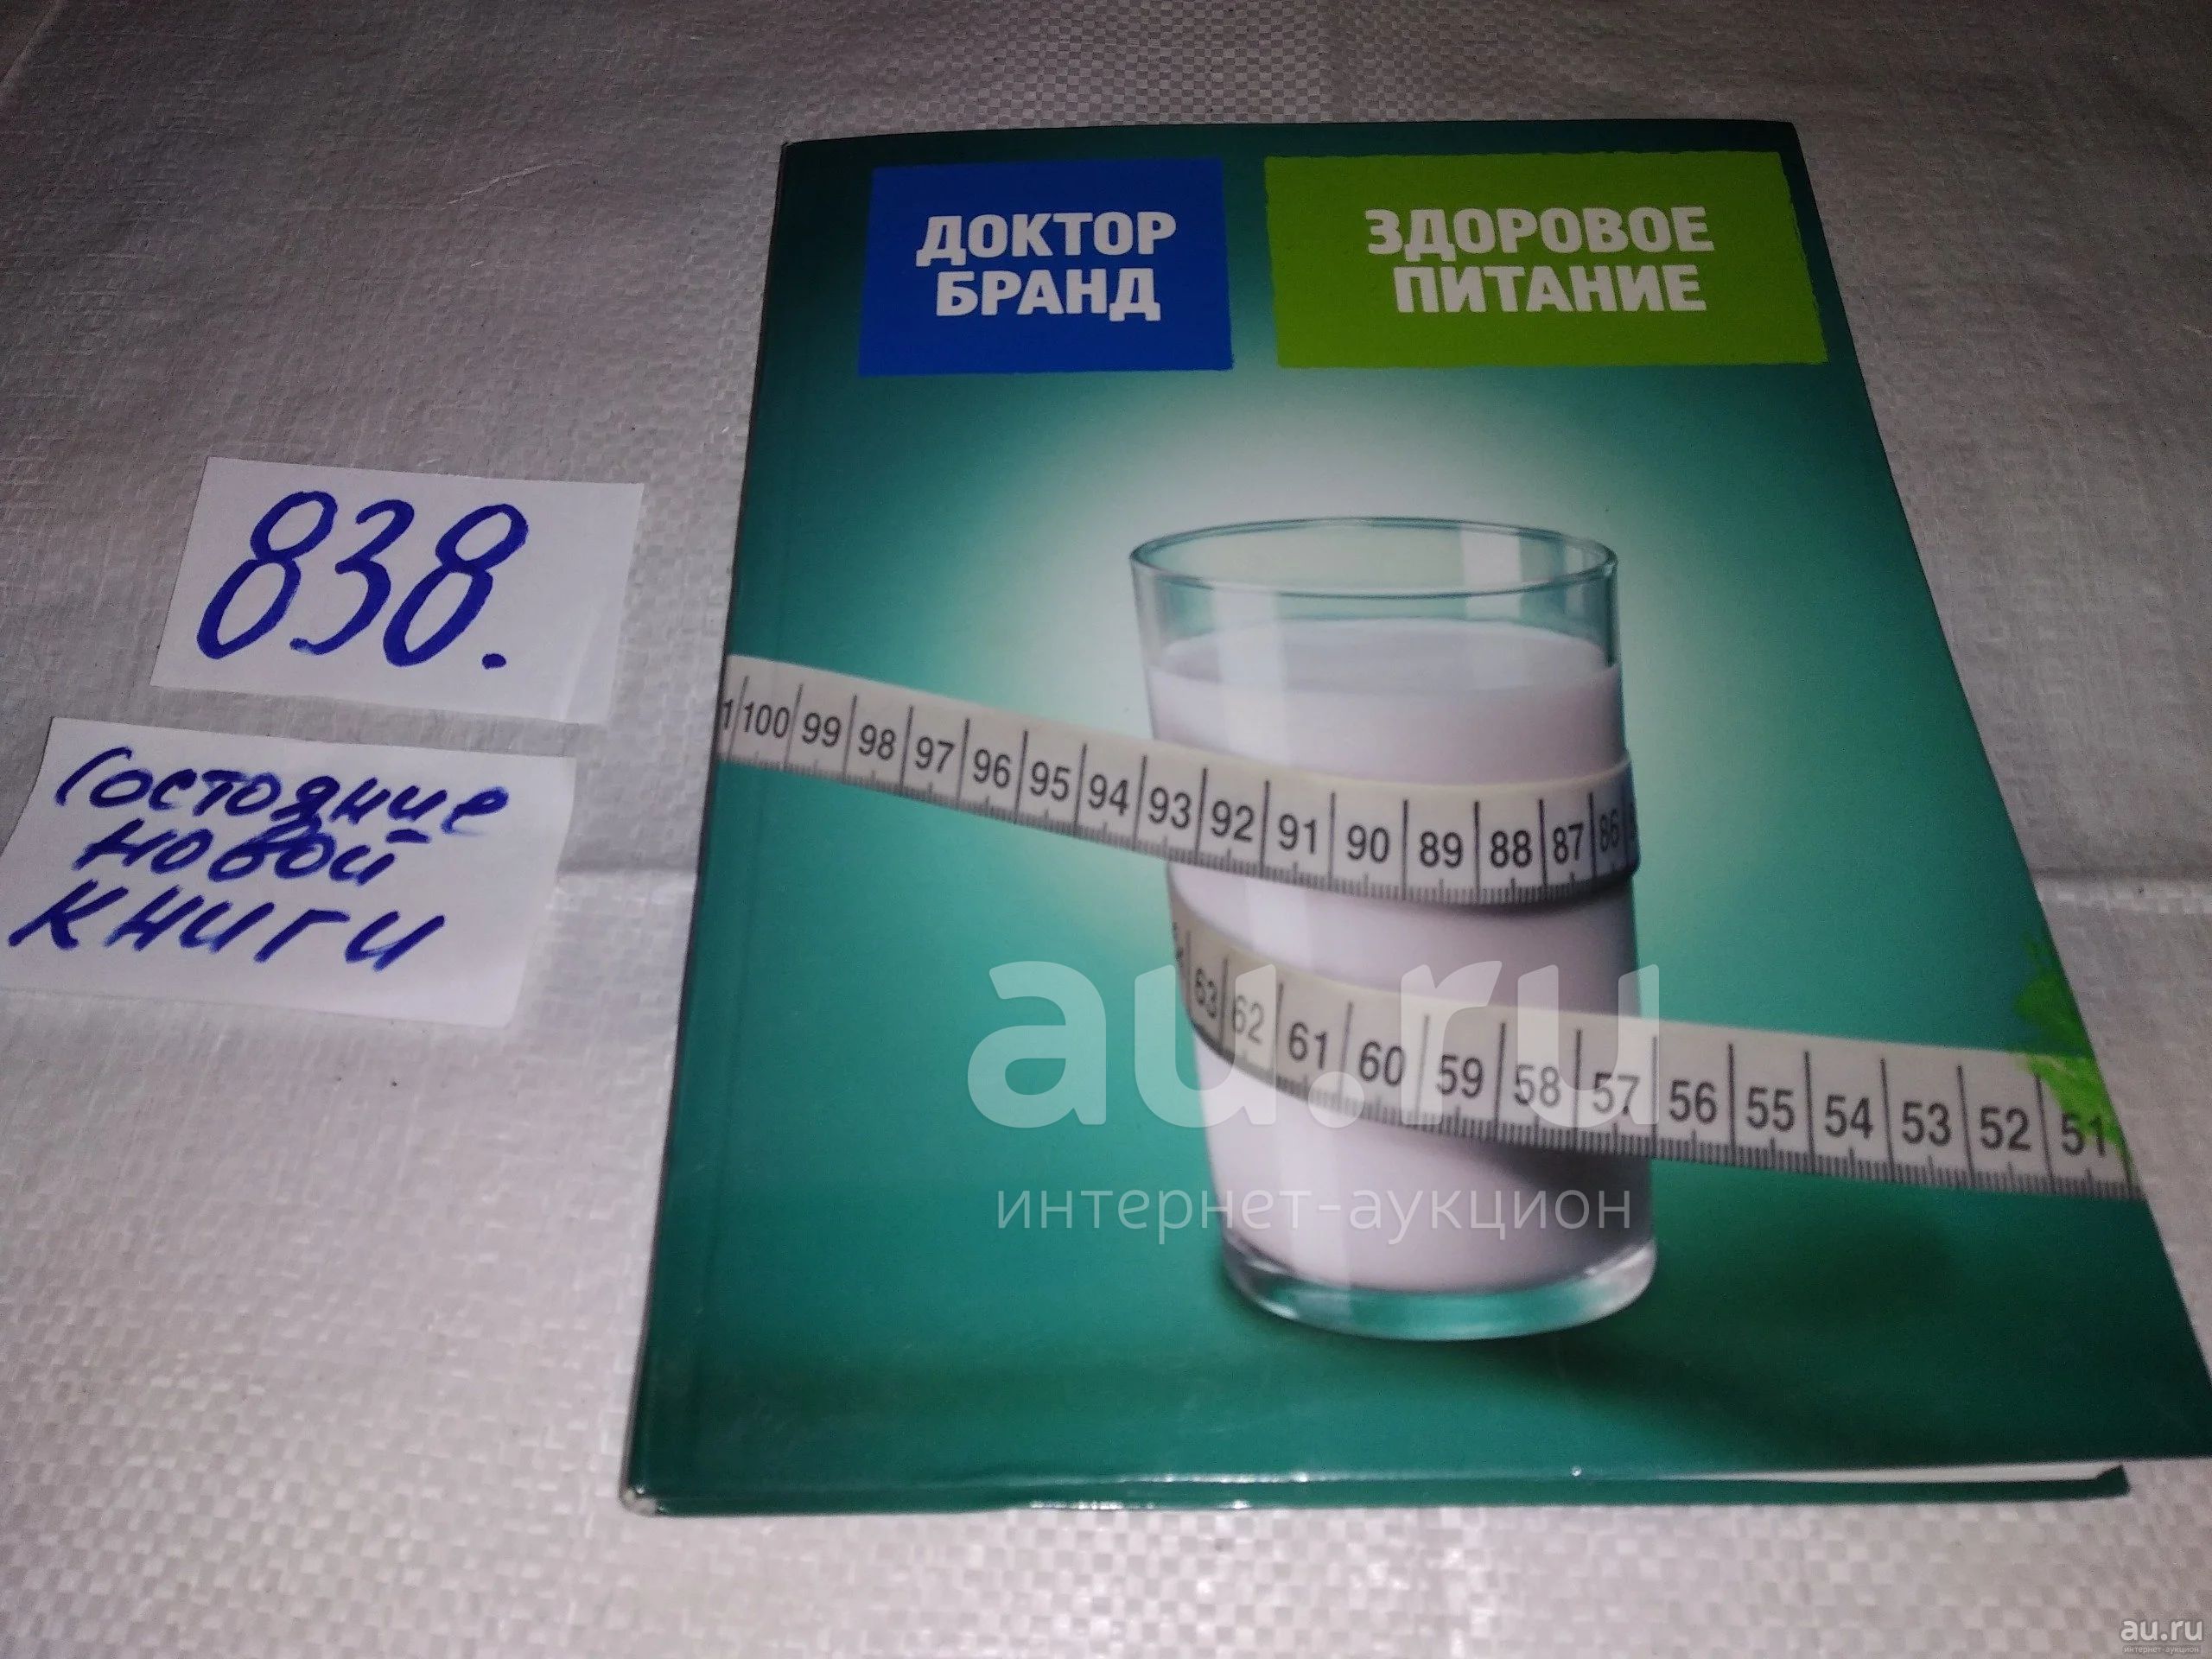 ДОКТОР
БРАНД
ЗДОРОВОЕ
ПИТАНИЕ
838.
состояние
новой
книги
1 100 99 98 97 96 95 94 93 92 91 90 89 88 87 86
63 62 61 60 59 58 57 56 55 54 53 52 51
au.ru
интернет-аукцион
au.ru
интернет-аукцион